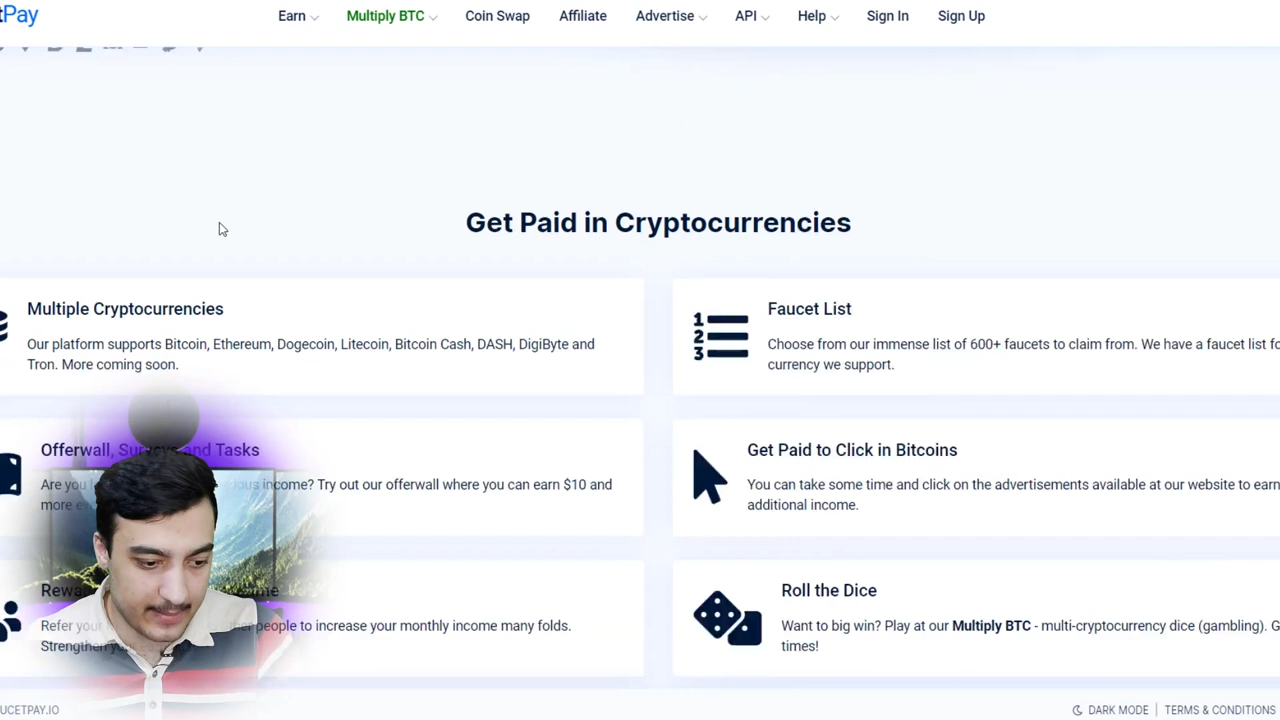 tPay
Earn
Multiply BTC
Coin Swap
Affiliate
Advertise
API
Help
Sign In
Sign Up
Get Paid in Cryptocurrencies
Multiple Cryptocurrencies
Our platform supports Bitcoin, Ethereum, Dogecoin, Litecoin, Bitcoin Cash, DASH, DigiByte and
Tron. More coming soon.
Faucet List
Choose from our immense list of 600+ faucets to claim from. We have a faucet list fo
currency we support.
Offerwall, Surveys and Tasks
Are you income? Try out our offerwall where you can earn $10 and
more
Get Paid to Click in Bitcoins
You can take some time and click on the advertisements available at our website to earn
additional income.
Refer your people to increase your monthly income many folds.
Strengthen
Roll the Dice
Want to big win? Play at our Multiply BTC - multi-cryptocurrency dice (gambling). G
times!
UCETPAY.IO
DARK MODE
TERMS & CONDITIONS